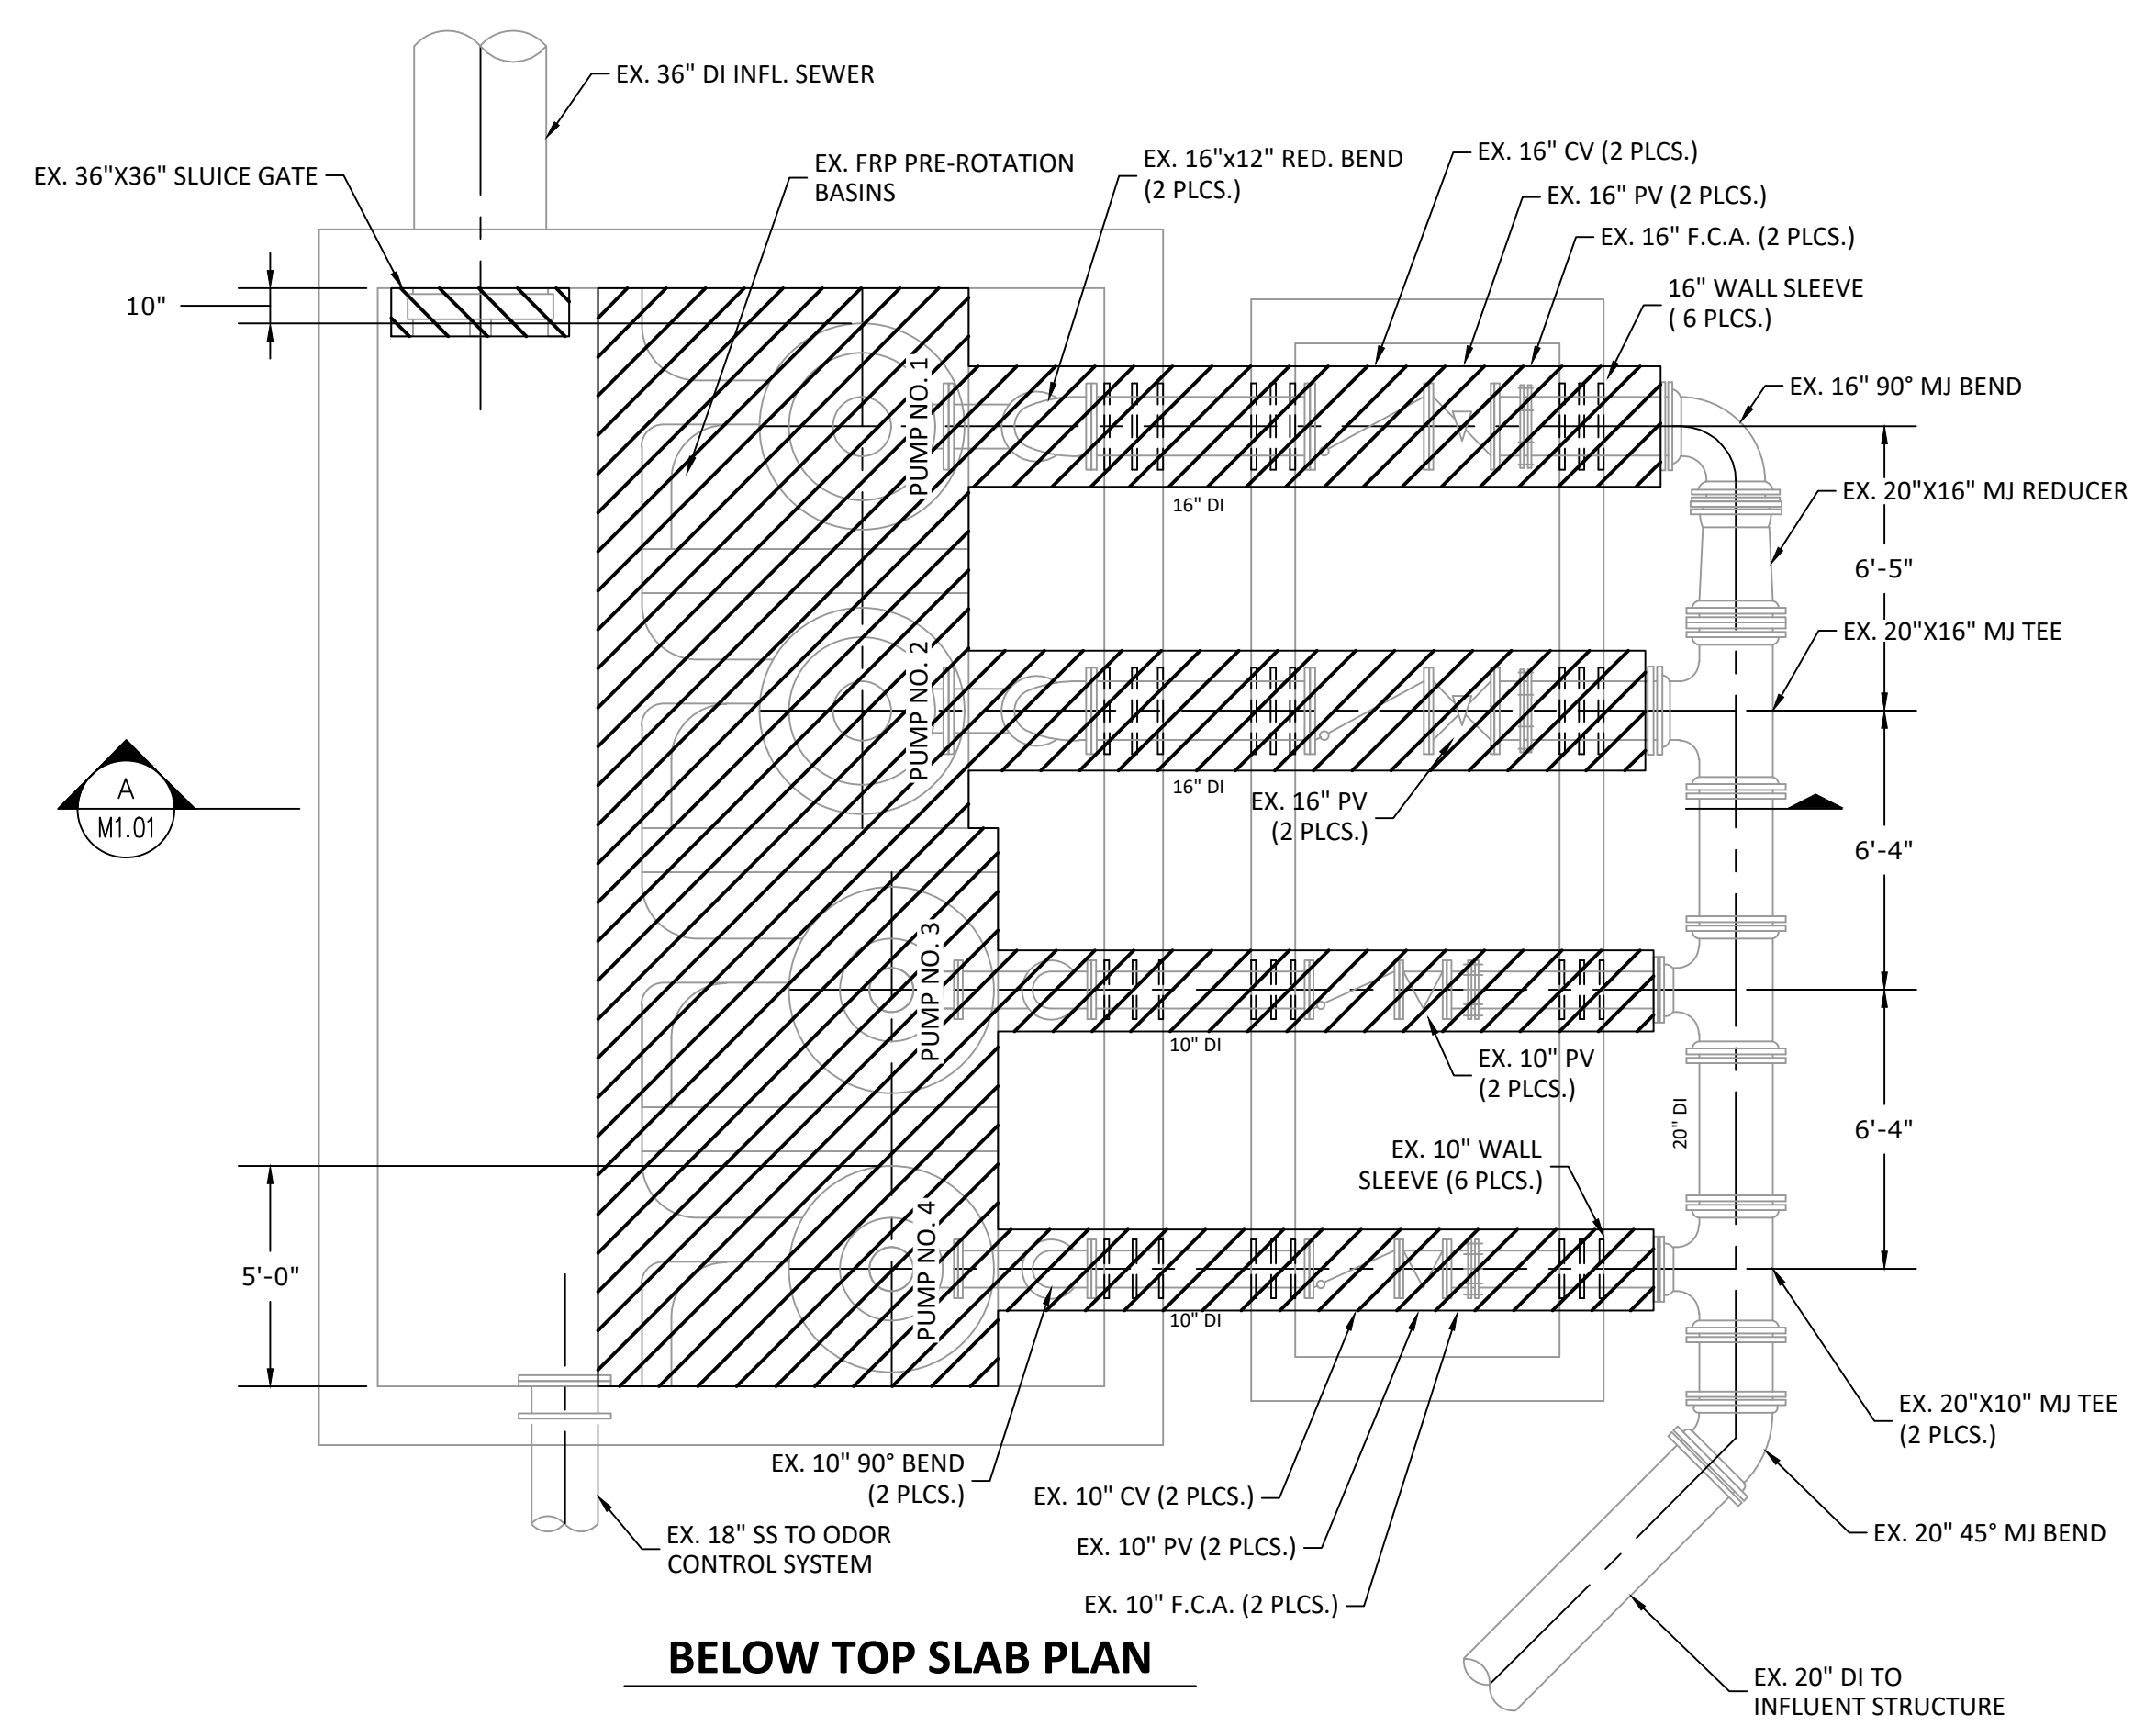 EX. 36" DI INFL. SEWER
EX. 36"X36" SLUICE GATE
EX. FRP PRE-ROTATION
BASINS
EX. 16"x12" RED. BEND
(2 PLCS.)
EX. 16" CV (2 PLCS.)
EX. 16" PV (2 PLCS.)
EX. 16" F.C.A. (2 PLCS.)
16" WALL SLEEVE
( 6 PLCS.)
10"
EX. 16" 90° MJ BEND
PUMP NO. 1
16" DI
EX. 20"X16" MJ REDUCER
6'-5"
EX. 20"X16" MJ TEE
PUMP NO. 2
16" DI
EX. 16" PV
(2 PLCS.)
A
M1.01
6'-4"
PUMP NO. 3
10" DI
EX. 10" PV
(2 PLCS.)
20" DI
6'-4"
EX. 10" WALL
SLEEVE (6 PLCS.)
PUMP NO. 4
5'-0"
10" DI
EX. 20"X10" MJ TEE
(2 PLCS.)
EX. 10" 90° BEND
(2 PLCS.)
EX. 10" CV (2 PLCS.)
EX. 18" SS TO ODOR
CONTROL SYSTEM
EX. 10" PV (2 PLCS.)
EX. 20" 45° MJ BEND
EX. 10" F.C.A. (2 PLCS.)
BELOW TOP SLAB PLAN
EX. 20" DI TO
INFLUENT STRUCTURE